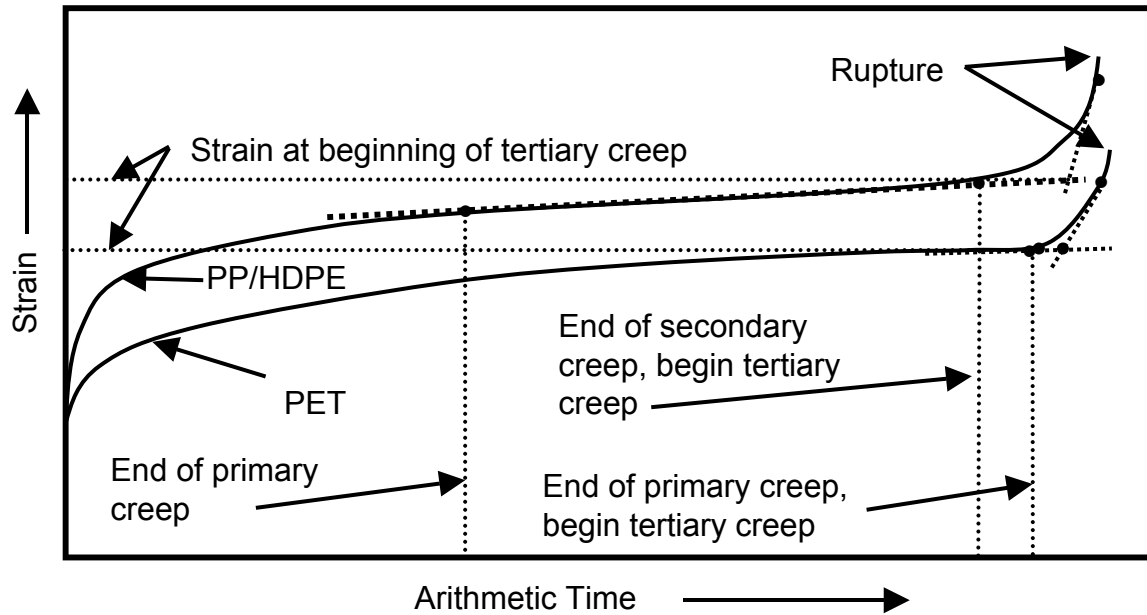 Rupture
Strain at beginning of tertiary creep
Strain
PP/HDPE
PET
End of secondary
creep, begin tertiary
creep
End of primary
creep
End of primary creep,
begin tertiary creep
Arithmetic Time